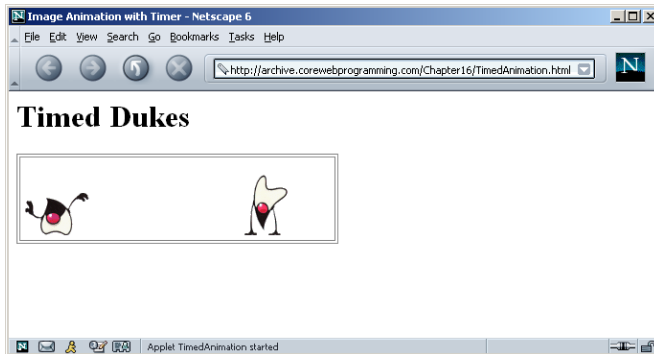 Image Animation with Timer - Netscape 6
File Edit View Search Go Bookmarks Tasks Help
http://archive.corewebprogramming.com/Chapter16/TimedAnimation.html
N
Timed Dukes
Applet TimedAnimation started